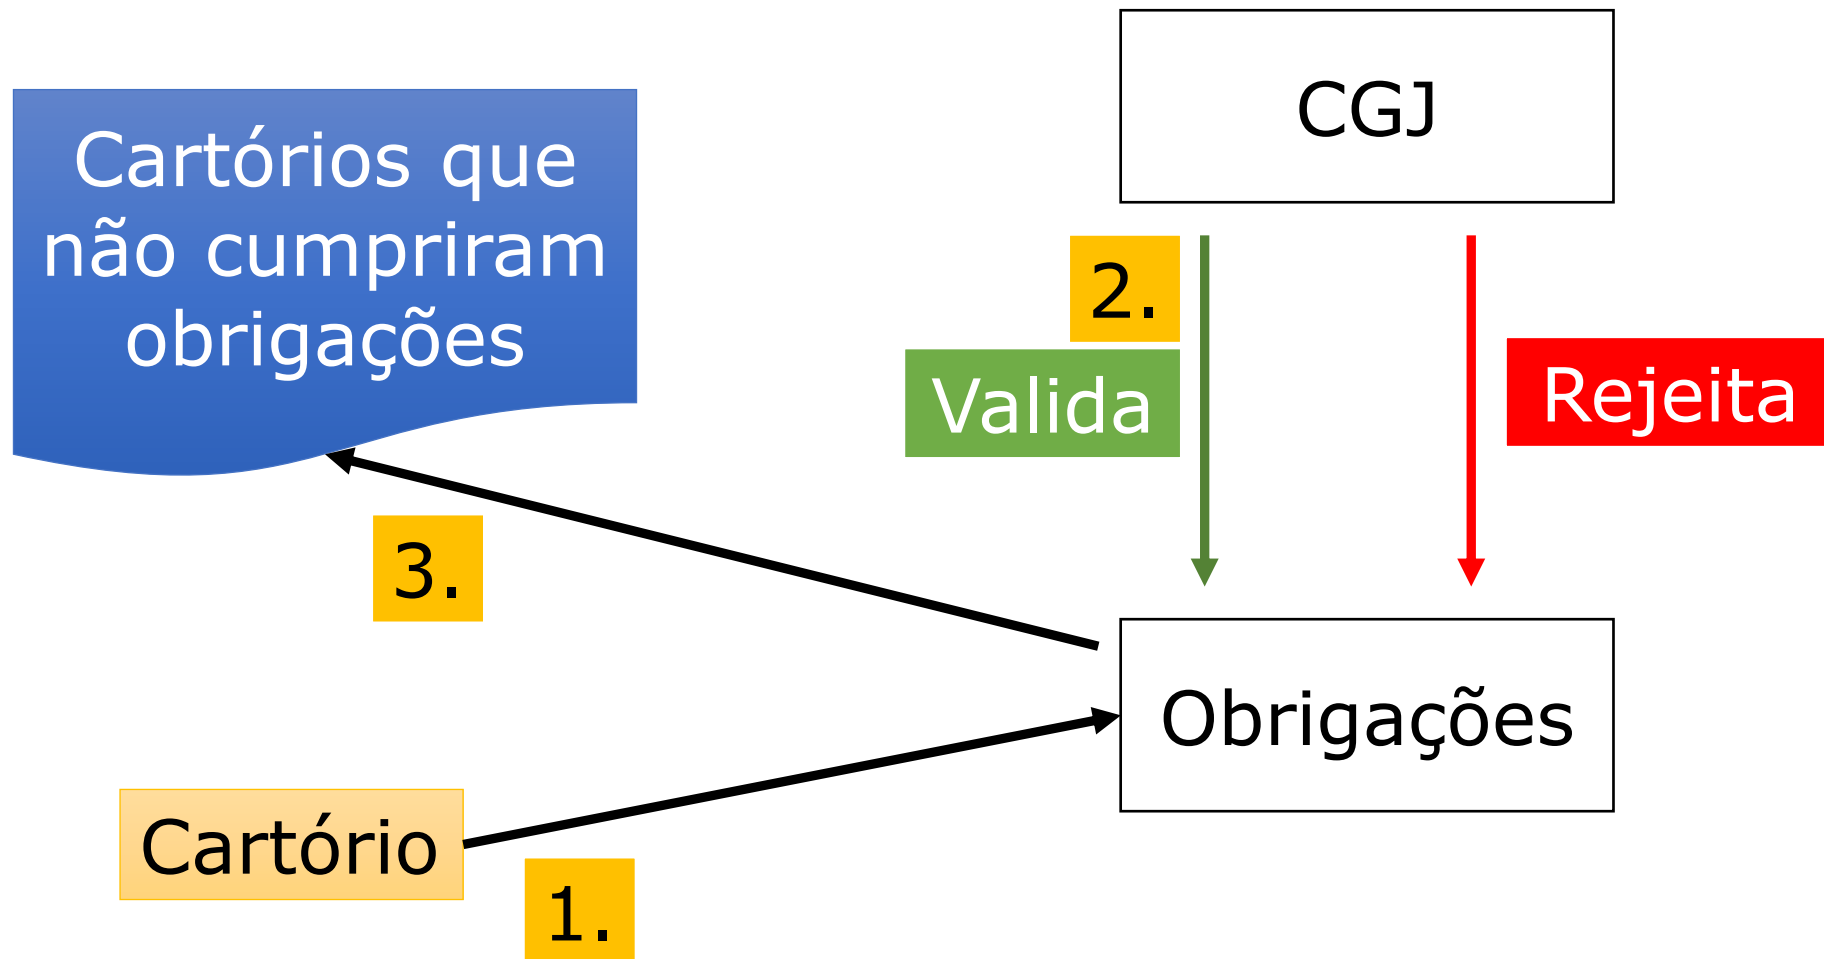 CGJ
Cartórios que
não cumpriram
obrigações
2.
Valida
Rejeita
3.
Obrigações
Cartório
1.